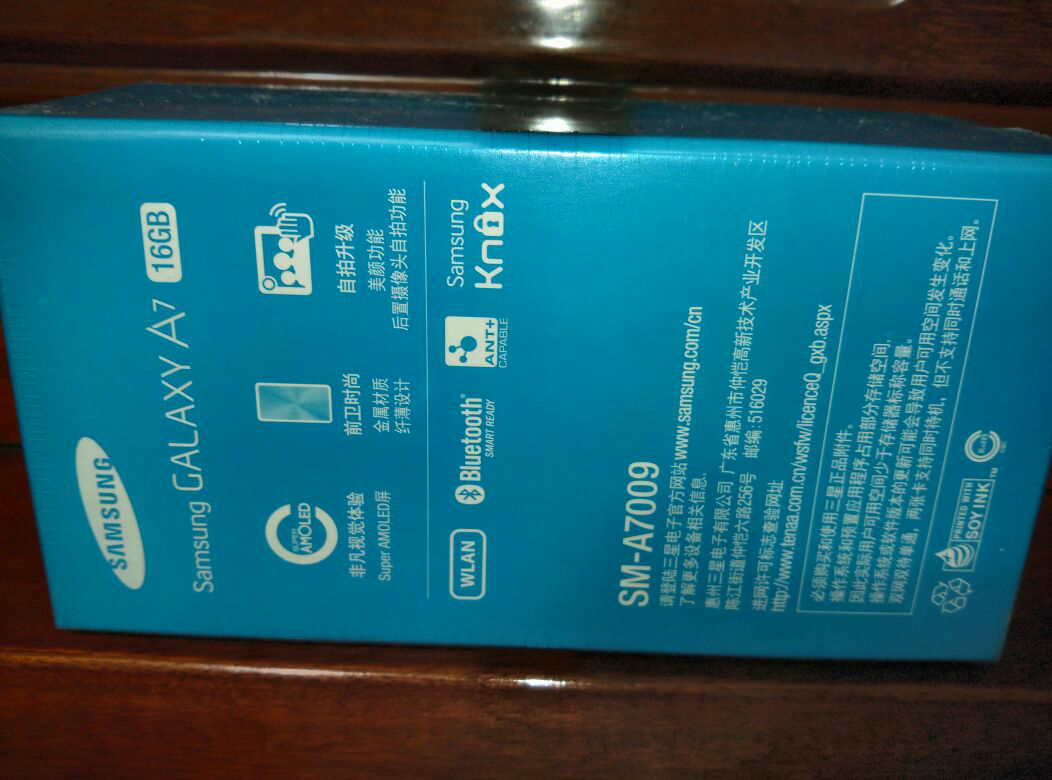 SAMSUNG
Samsung GALAXY A7 16GB
SUPER AMOLED
非凡视觉体验
Super AMOLED屏
前卫时尚
金属材质
纤薄设计
自拍升级
美颜功能
后置摄像头自拍功能
WLAN
Bluetooth®
SMART READY
ANT+
CAPABLE
Samsung
Knox
SM-A7009
请登陆三星电子官方网站 www.samsung.com/cn
了解更多设备相关信息。
惠州三星电子有限公司 广东省惠州市仲恺高新技术产业开发区
陈江街道仲恺六路256号 邮编:516029
进网许可标志查验网址
http://www.tenaa.com.cn/wsfw/licenceQ_gxb.aspx
必须购买和使用三星正品附件。
操作系统和预置应用程序占用部分存储空间,
因此实际用户可用空间少于存储器标称容量。
操作系统或软件版本的更新可能会导致用户可用空间发生变化。
双网双待单通,两张卡支持同时待机,但不支持同时通话和上网。
PRINTED WITH
SOY INK™
RoHS